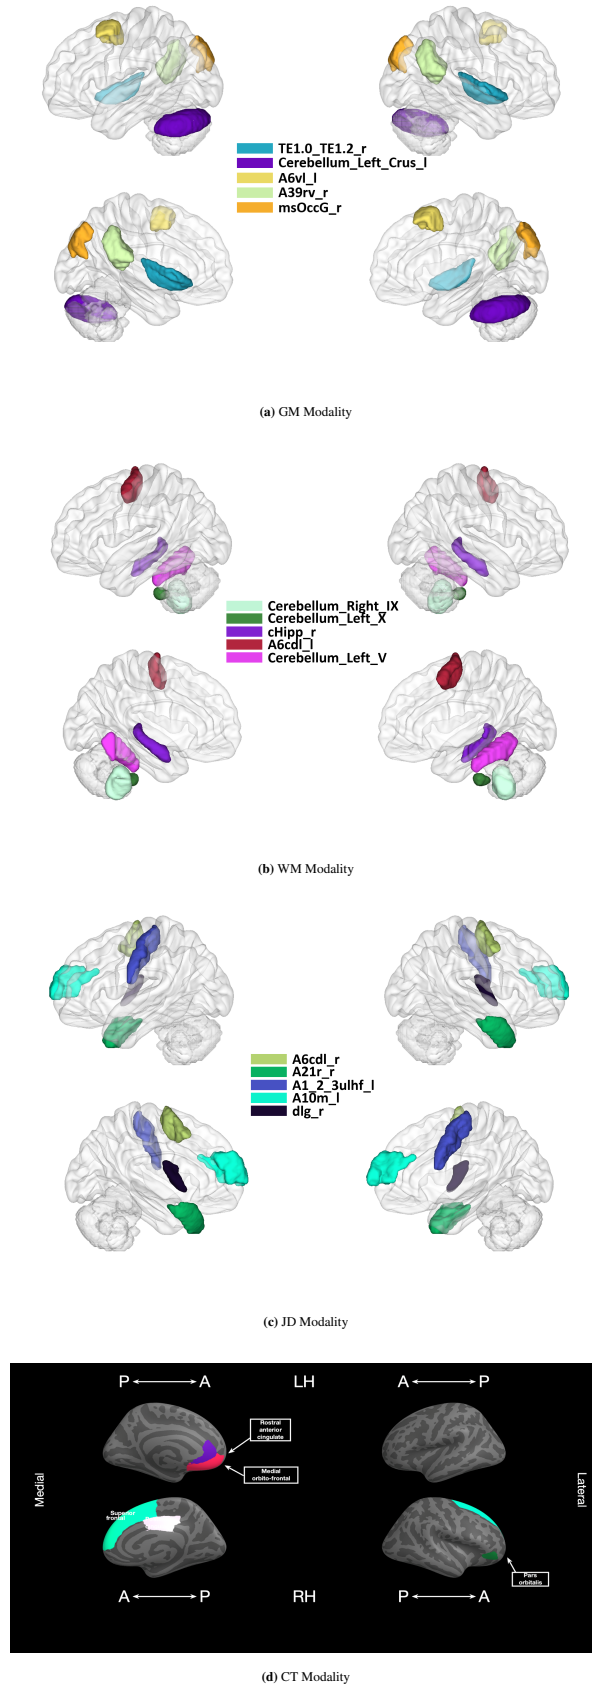 TE1.0_TE1.2_r
Cerebellum_Left_Crus_I
A6vl_l
A39rv_r
msOccG_r
(a) GM Modality
Cerebellum_Right_IX
Cerebellum_Left_X
cHipp_r
A6cdl_l
Cerebellum_Left_V
(b) WM Modality
A6cdl_r
A21r_r
A1_2_3ulhf_l
A10m_l
dlg_r
(c) JD Modality
P A LH A P
Rostral
anterior
cingulate
Medial
orbito-frontal
Medial
Lateral
Superior
frontal
Pars
orbitalis
A P RH P A
(d) CT Modality